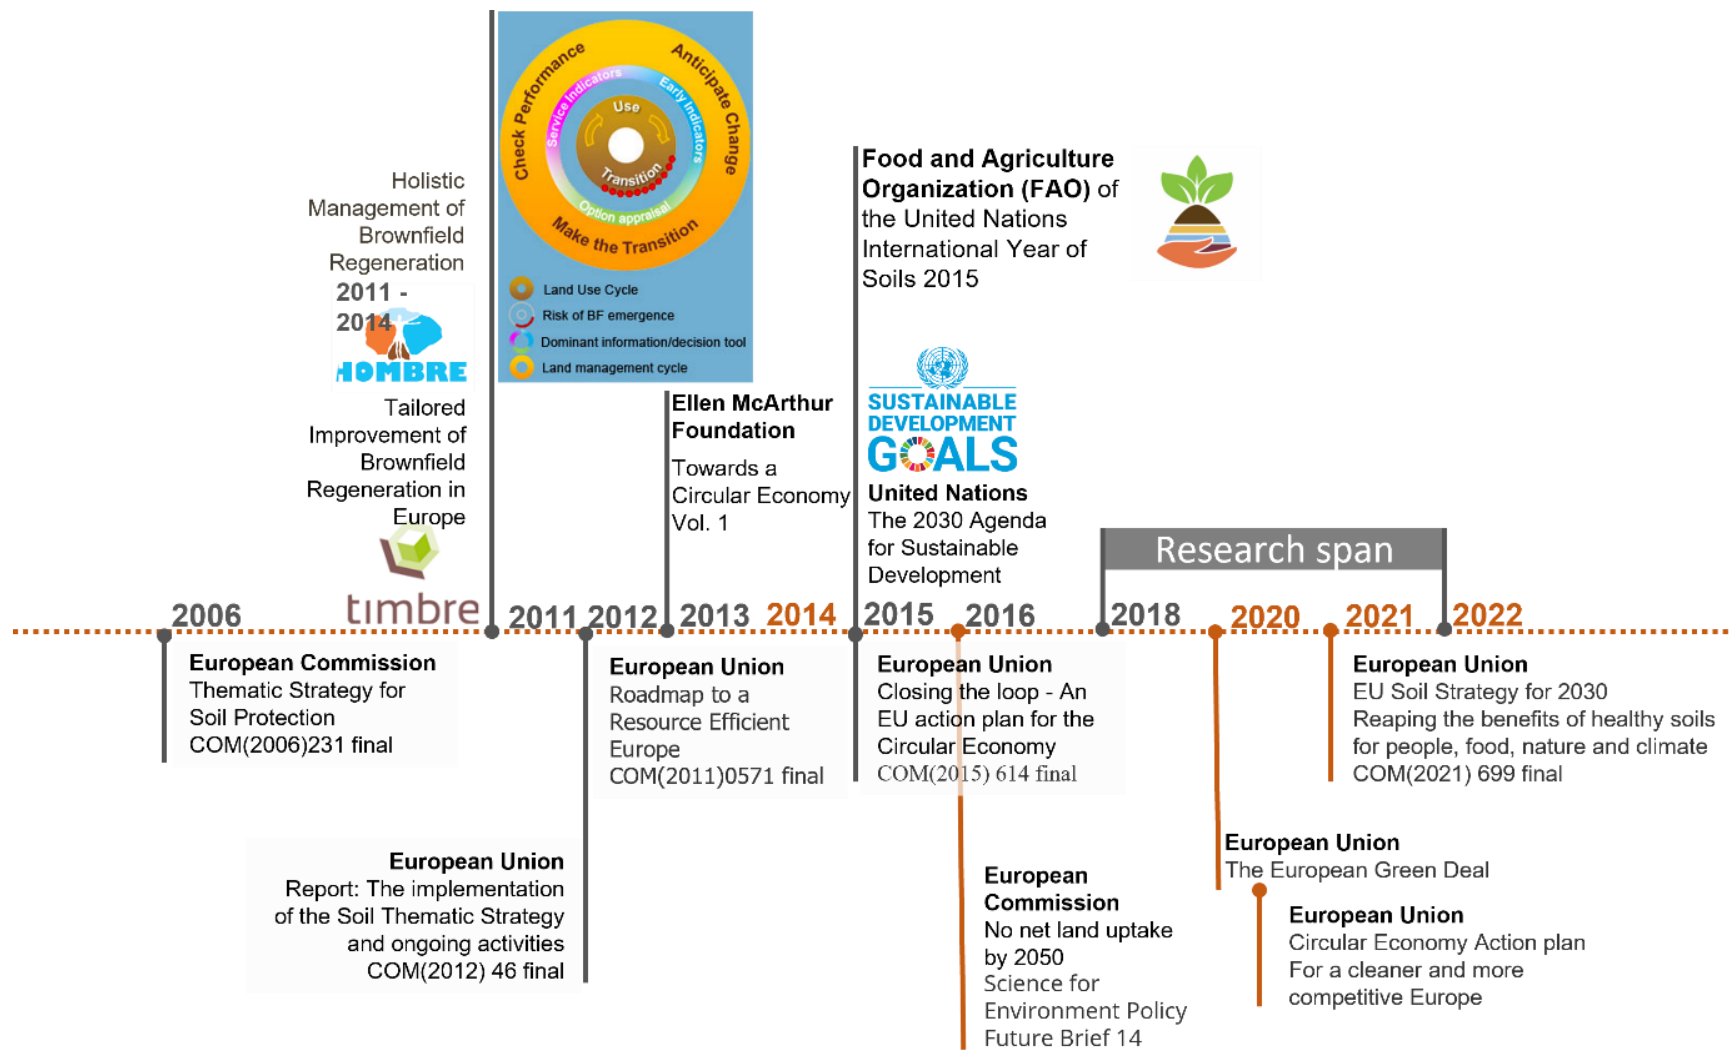 Holistic
Management of
Brownfield
Regeneration
2011 -
2014
HOMBRE
Tailored
Improvement of
Brownfield
Regeneration in
Europe
timbre
Check Performance
Anticipate Change
Make the Transition
Service Indicators
Early Indicators
Option appraisal
Use
Transition
Land Use Cycle
Risk of BF emergence
Dominant information/decision tool
Land management cycle
Ellen McArthur
Foundation
Towards a
Circular Economy
Vol. 1
Food and Agriculture
Organization (FAO) of
the United Nations
International Year of
Soils 2015
SUSTAINABLE
DEVELOPMENT
GOALS
United Nations
The 2030 Agenda
for Sustainable
Development
Research span
2006
2011
2012
2013
2014
2015
2016
2018
2020
2021
2022
European Commission
Thematic Strategy for
Soil Protection
COM(2006)231 final
European Union
Report: The implementation
of the Soil Thematic Strategy
and ongoing activities
COM(2012) 46 final
European Union
Roadmap to a
Resource Efficient
Europe
COM(2011)0571 final
European Union
Closing the loop - An
EU action plan for the
Circular Economy
COM(2015) 614 final
European
Commission
No net land uptake
by 2050
Science for
Environment Policy
Future Brief 14
European Union
The European Green Deal
European Union
Circular Economy Action plan
For a cleaner and more
competitive Europe
European Union
EU Soil Strategy for 2030
Reaping the benefits of healthy soils
for people, food, nature and climate
COM(2021) 699 final